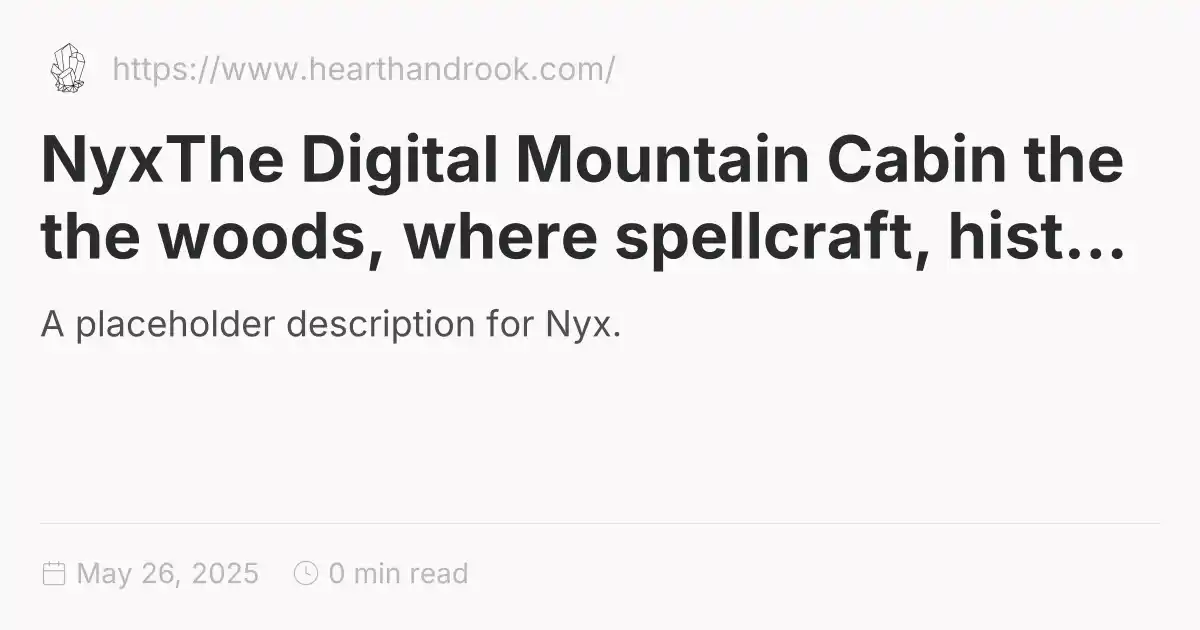 https://www.hearthandrook.com/
NyxThe Digital Mountain Cabin the
the woods, where spellcraft, hist...
A placeholder description for Nyx.
May 26, 2025 0 min read